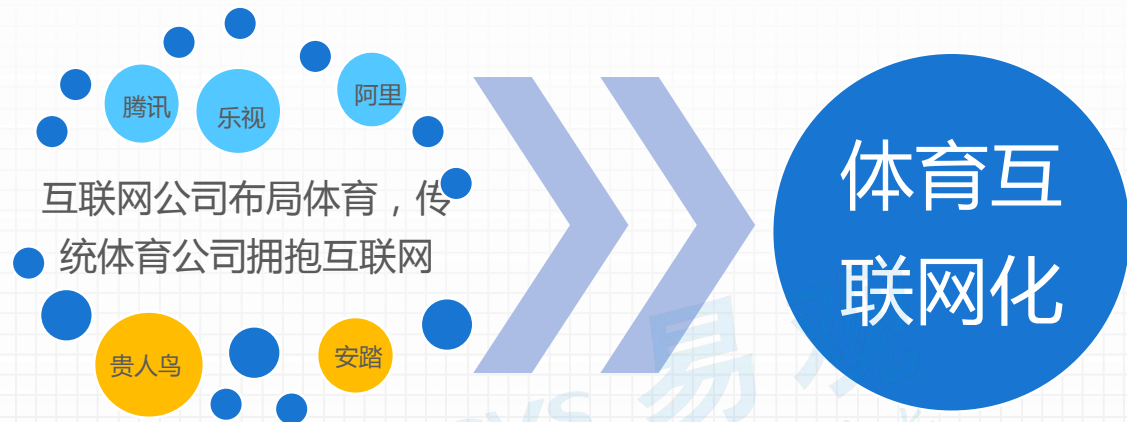 腾讯
乐视
阿里
互联网公司布局体育，传
统体育公司拥抱互联网
贵人鸟
安踏
体育互
联网化
易